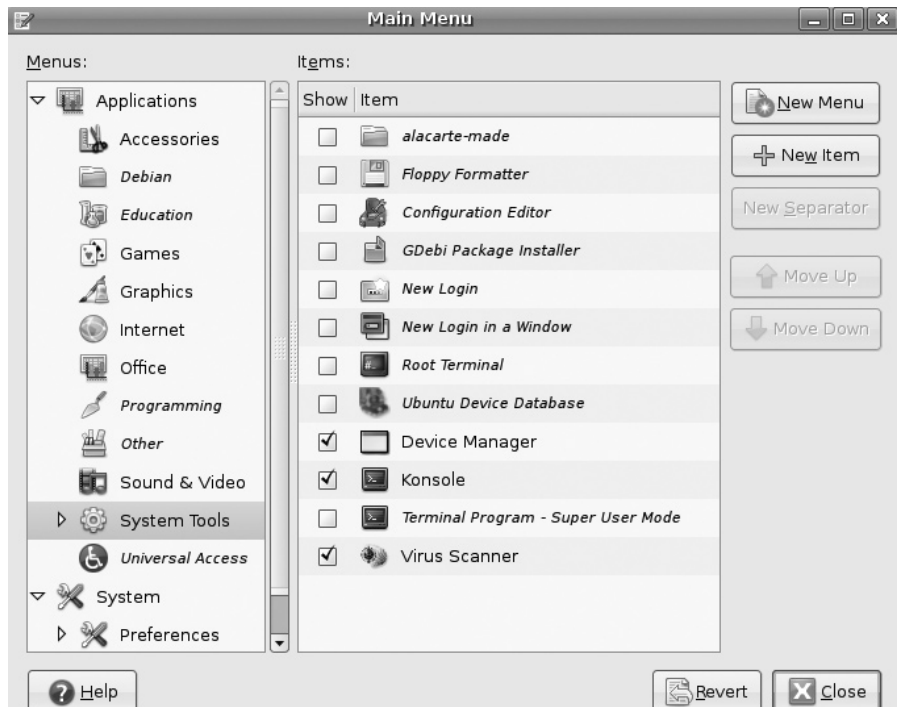 Main Menu
Menus:
Items:
Applications
Accessories
Debian
Education
Games
Graphics
Internet
Office
Programming
Other
Sound & Video
System Tools
Universal Access
System
Preferences
Show Item
alacarte-made
Floppy Formatter
Configuration Editor
GDebi Package Installer
New Login
New Login in a Window
Root Terminal
Ubuntu Device Database
Device Manager
Konsole
Terminal Program - Super User Mode
Virus Scanner
New Menu
New Item
New Separator
Move Up
Move Down
Help
Revert
Close